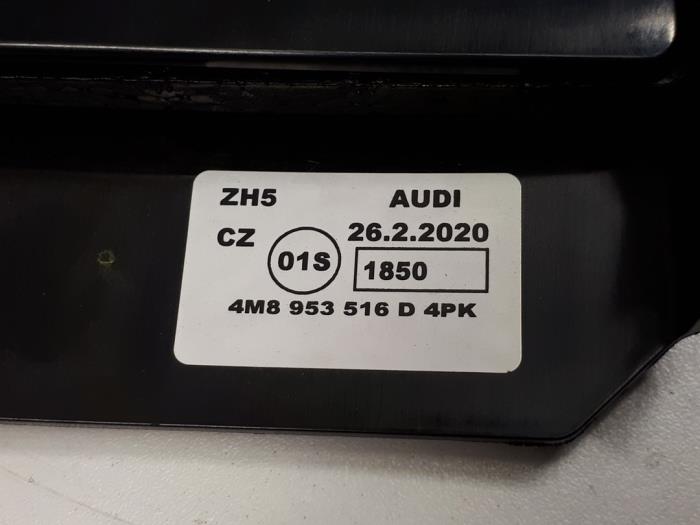 ZH5 AUDI
CZ 01S 26.2.2020
1850
4M8 953 516 D 4PK